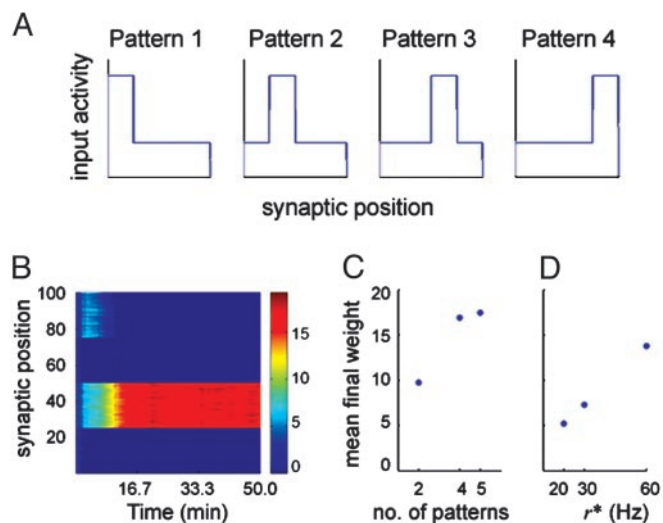 A
Pattern 1 Pattern 2 Pattern 3 Pattern 4
input activity
synaptic position
B
synaptic position
100
80
60
40
20
16.7 33.3 50.0
Time (min)
15
10
5
0
C
mean final weight
20
15
10
5
0
2 4 5
no. of patterns
D
20 30 60
r* (Hz)